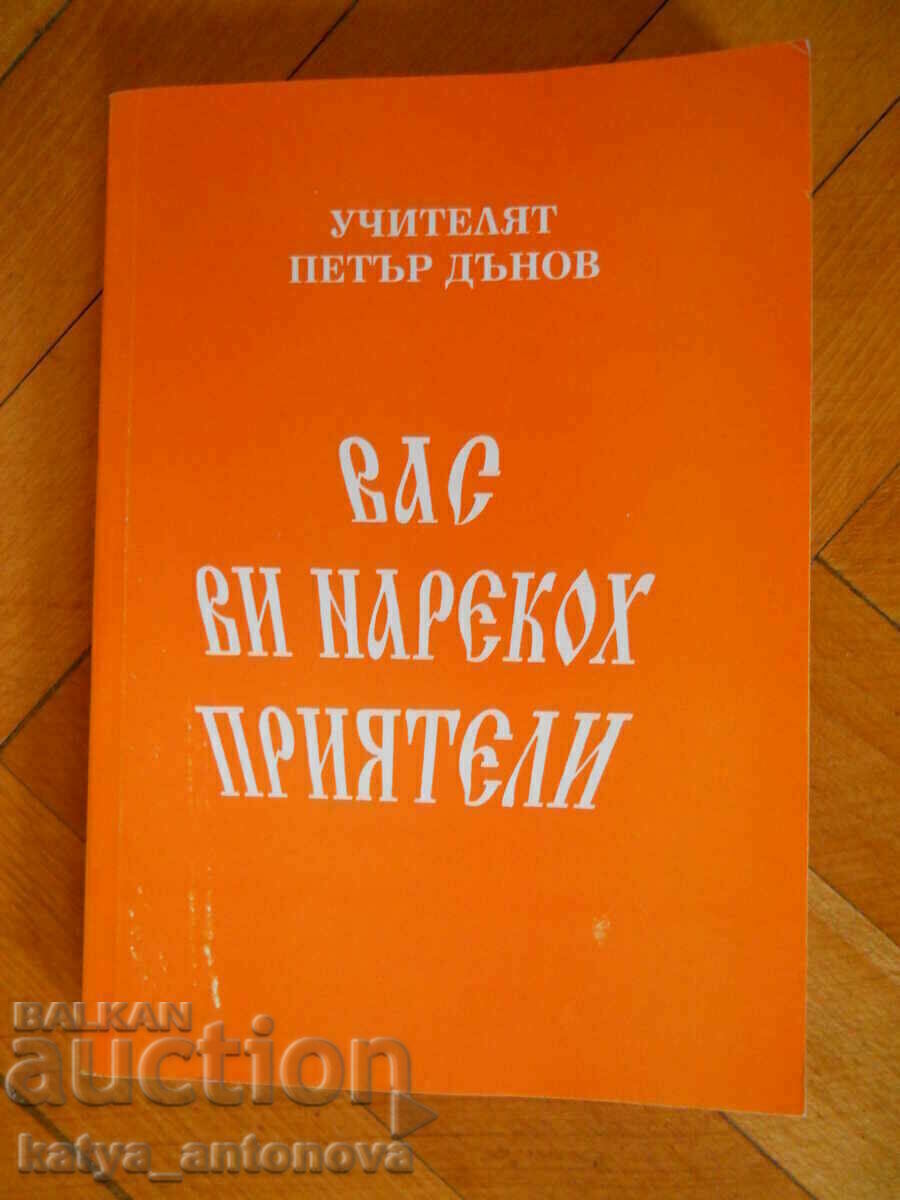 УЧИТЕЛЯТ
ПЕТЪР ДЪНОВ
ВАС
ВИ НАРЕКОХ
ПРИЯТЕЛИ
BALKAN
auction
katya_antonova